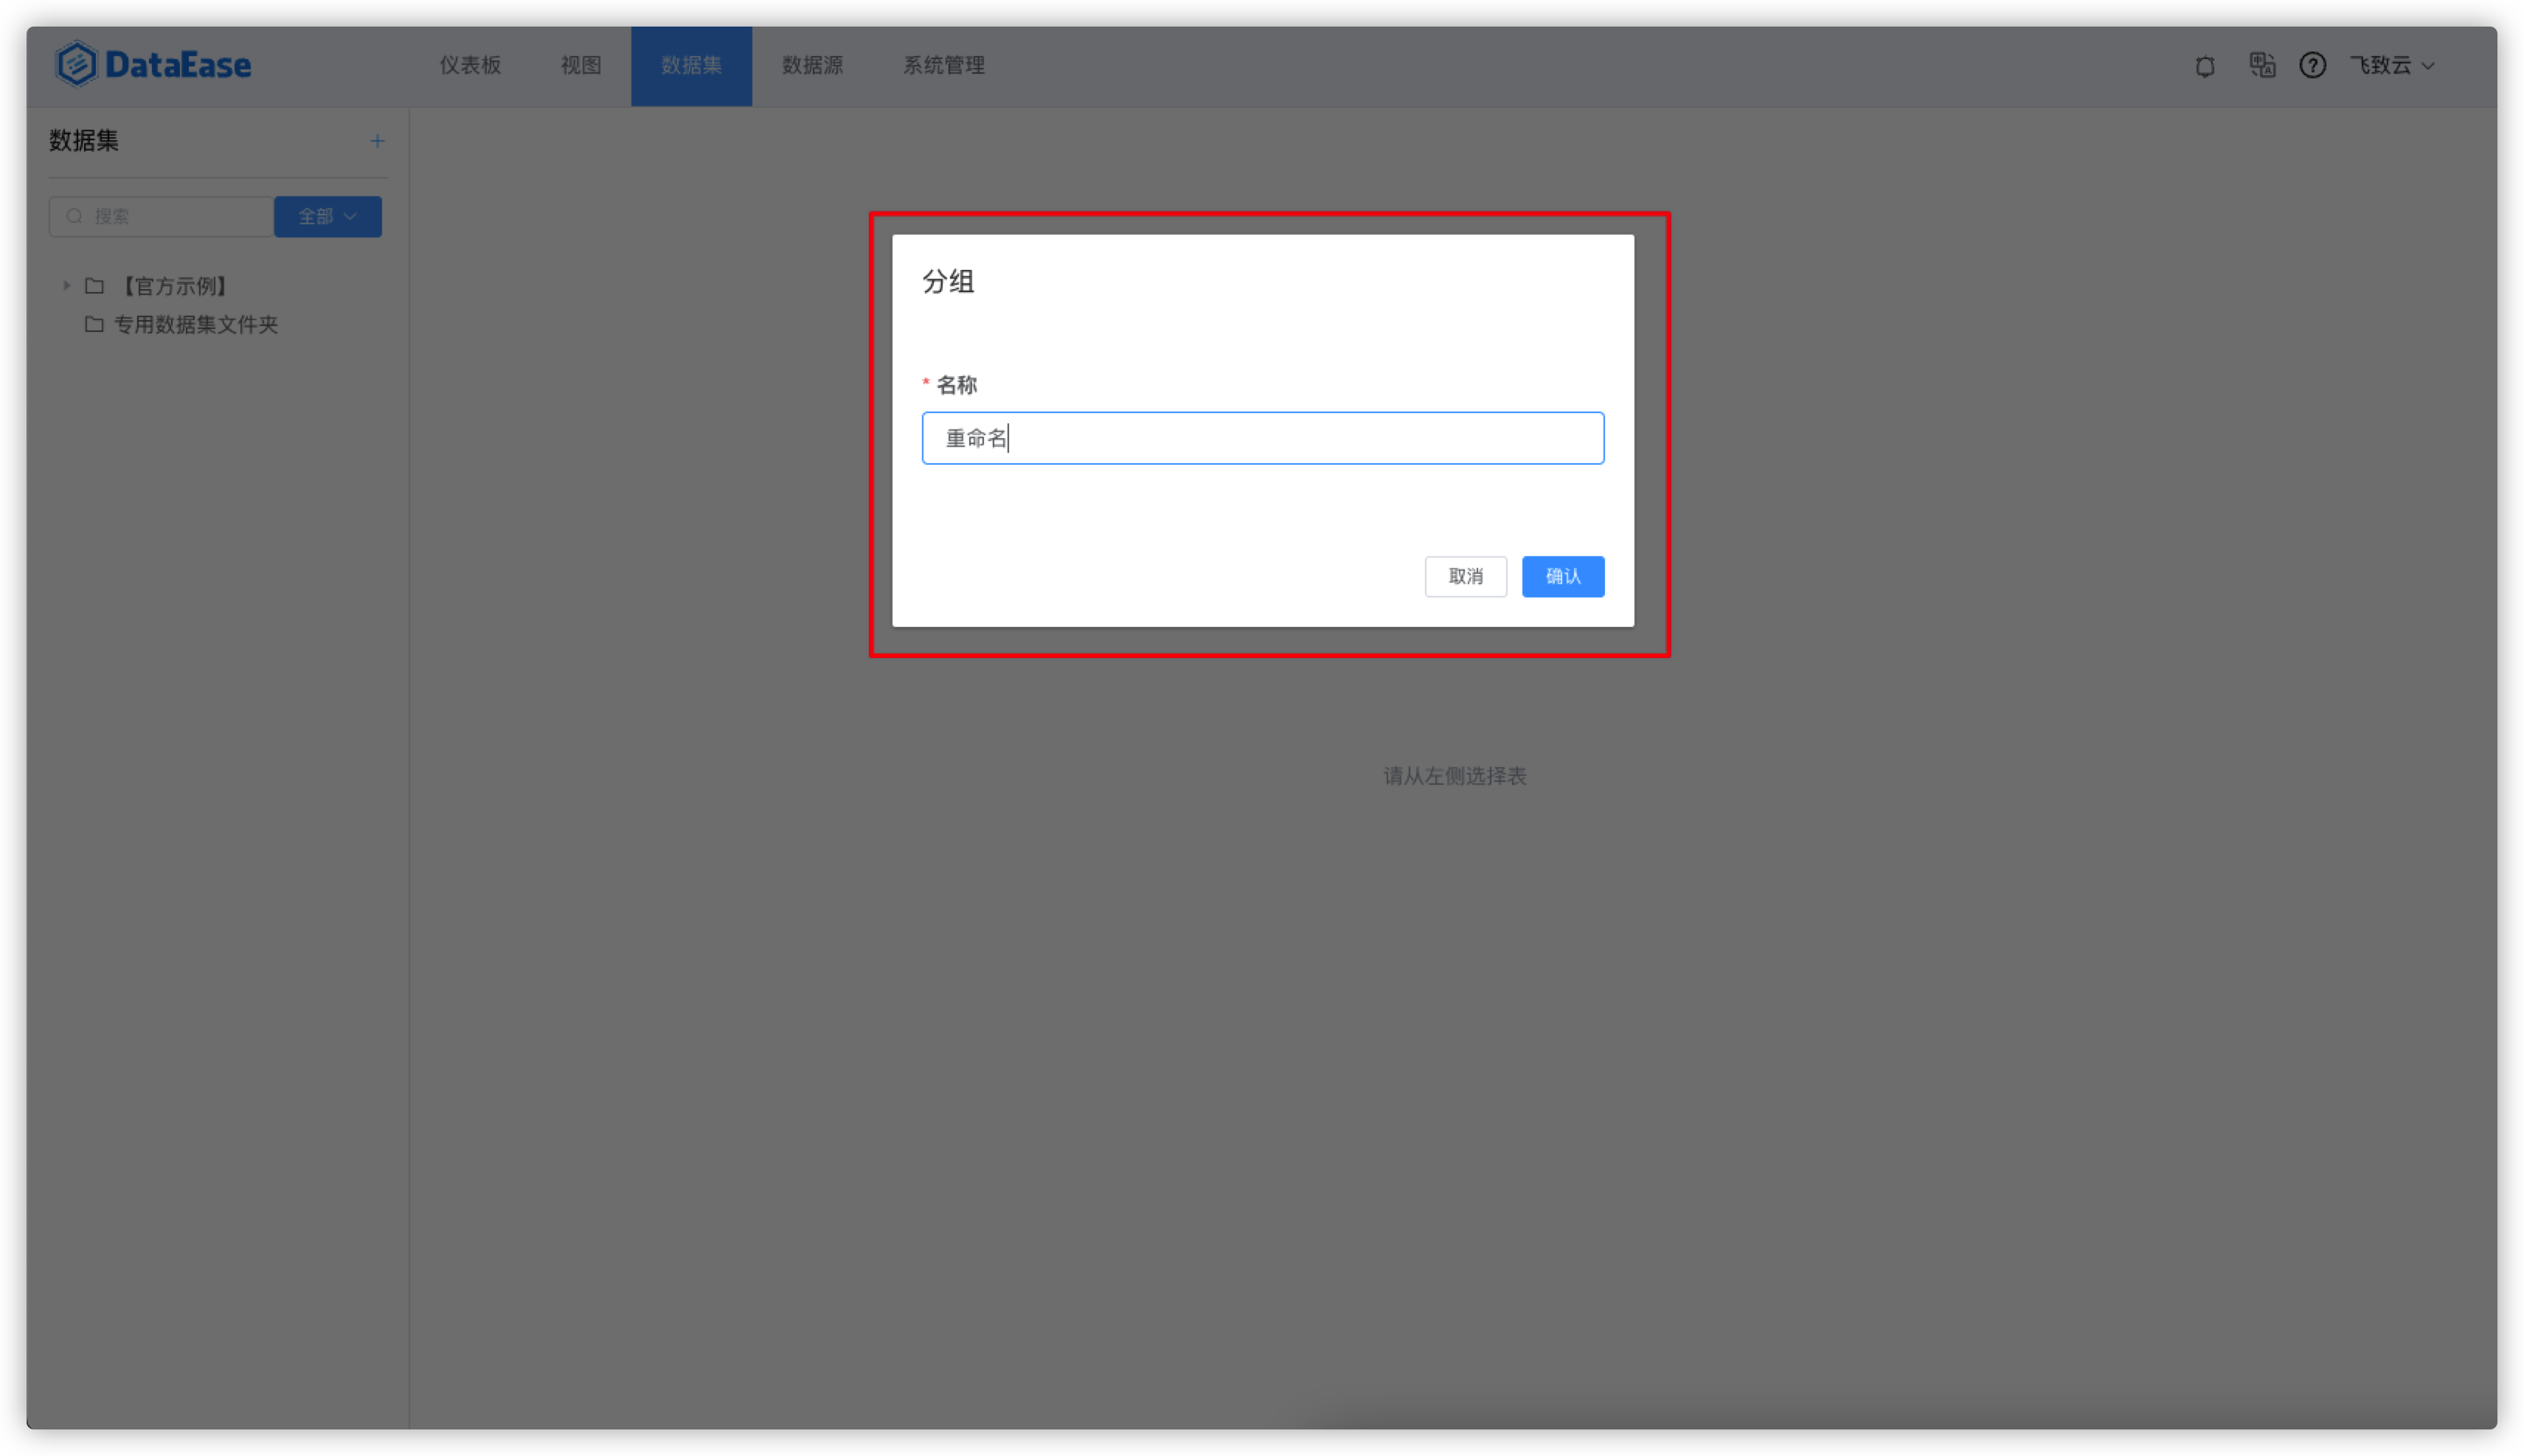 DataEase 仪表板 视图 数据集 数据源 系统管理 飞致云
数据集 +
搜索 全部
【官方示例】
专用数据集文件夹
分组
* 名称
重命名
取消 确认
请从左侧选择表